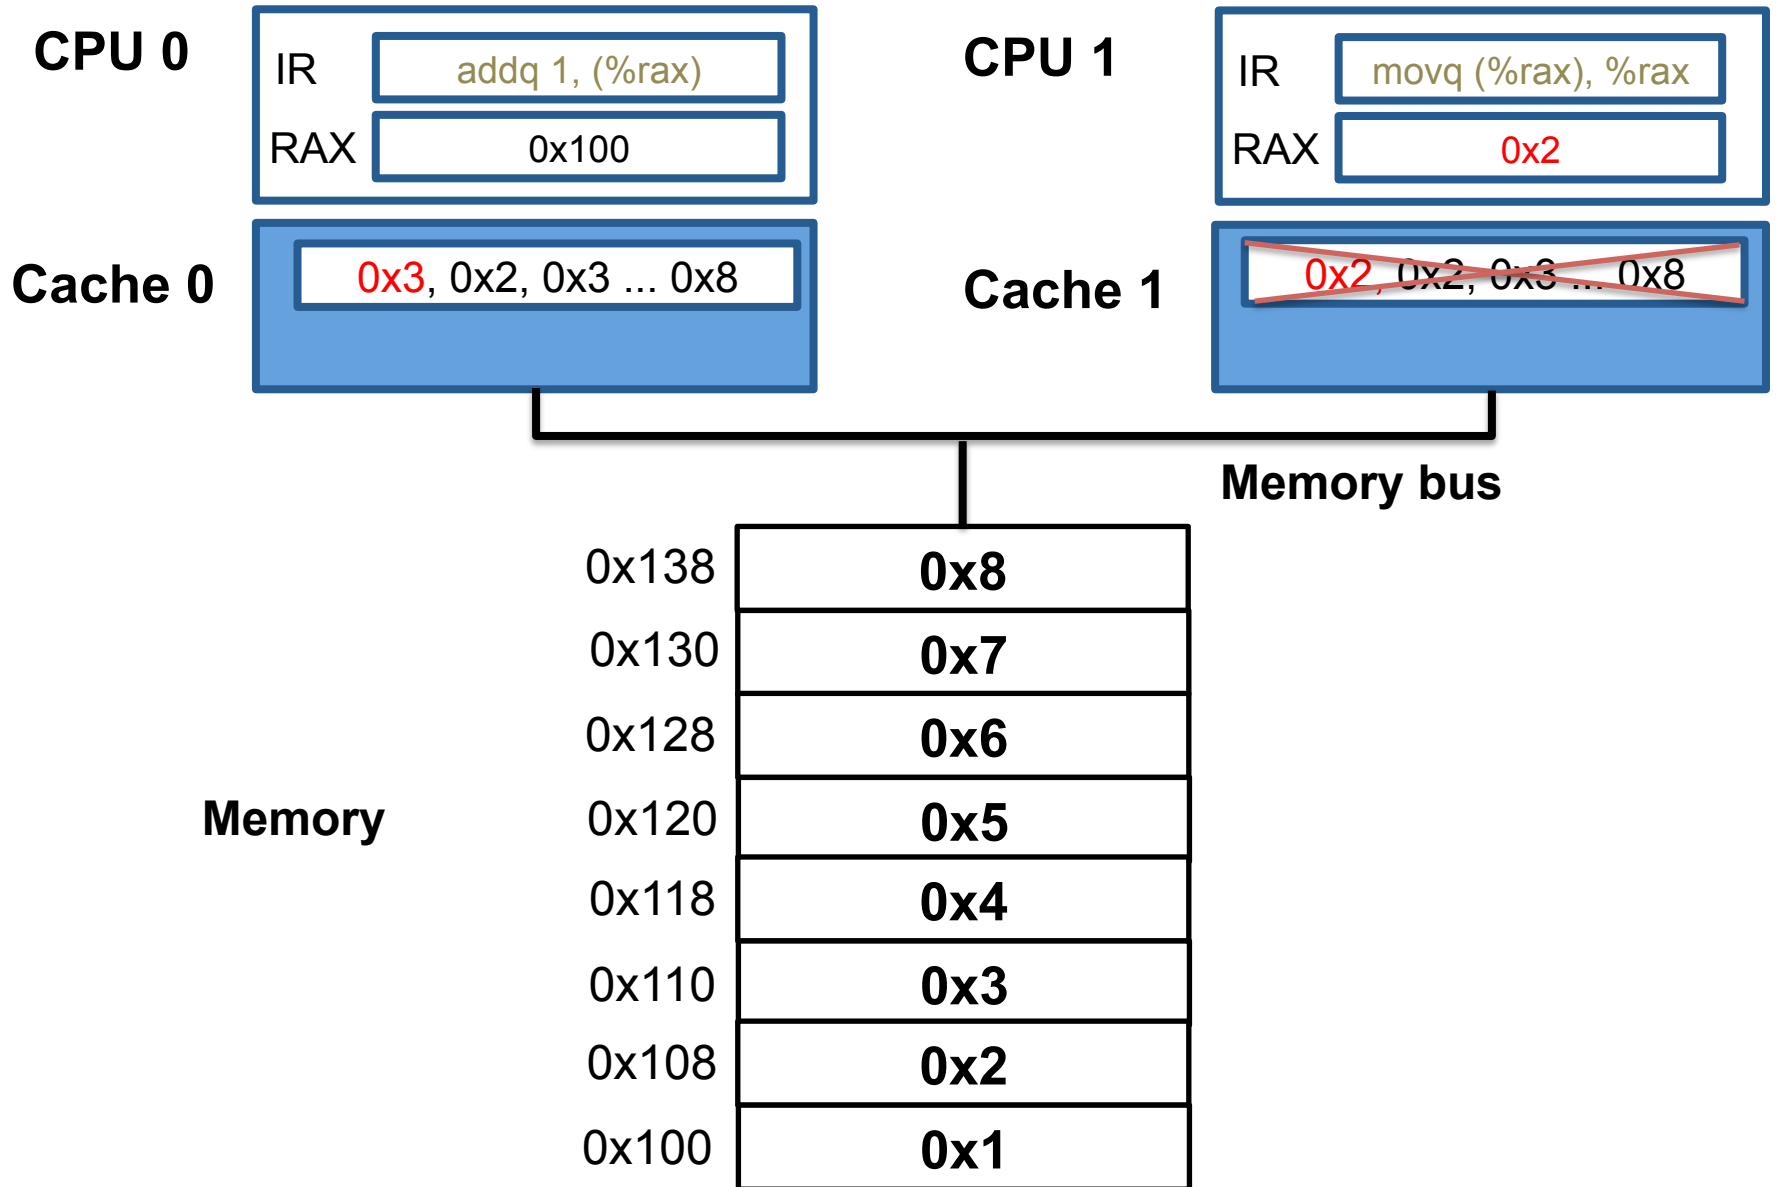 CPU 0
IR addq 1, (%rax)
RAX 0x100
Cache 0
0x3, 0x2, 0x3 ... 0x8
CPU 1
IR movq (%rax), %rax
RAX 0x2
Cache 1
0x2, 0x2, 0x3 ... 0x8
Memory bus
Memory
0x138 0x8
0x130 0x7
0x128 0x6
0x120 0x5
0x118 0x4
0x110 0x3
0x108 0x2
0x100 0x1